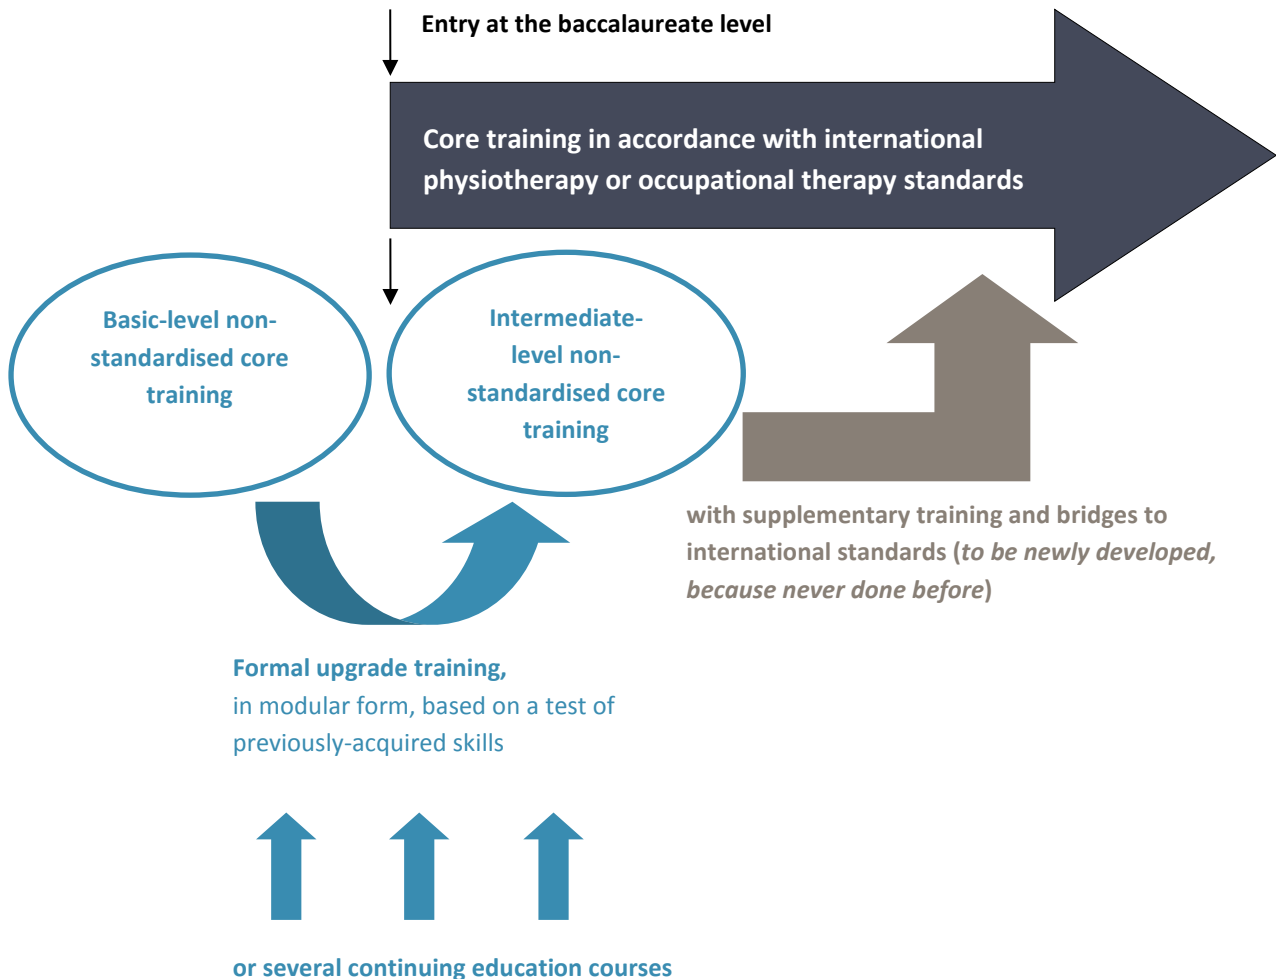 Entry at the baccalaureate level
Core training in accordance with international
physiotherapy or occupational therapy standards
Basic-level non-
standardised core
training
Intermediate-
level non-
standardised core
training
with supplementary training and bridges to
international standards (to be newly developed,
because never done before)
Formal upgrade training,
in modular form, based on a test of
previously-acquired skills
or several continuing education courses